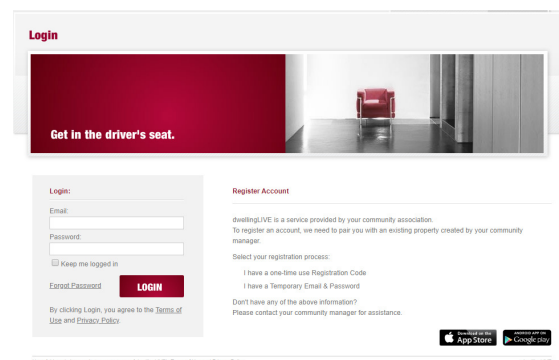 Login
Get in the driver's seat.
Login:
Email:
Password:
Keep me logged in
Forgot Password
LOGIN
By clicking Login, you agree to the Terms of
Use and Privacy Policy.
Register Account
dwellingLIVE is a service provided by your community association.
To register an account, we need to pair you with an existing property created by your community
manager.
Select your registration process:
I have a one-time use Registration Code
I have a Temporary Email & Password
Don't have any of the above information?
Please contact your community manager for assistance.
Download on the
App Store
ANDROID APP ON
Google play